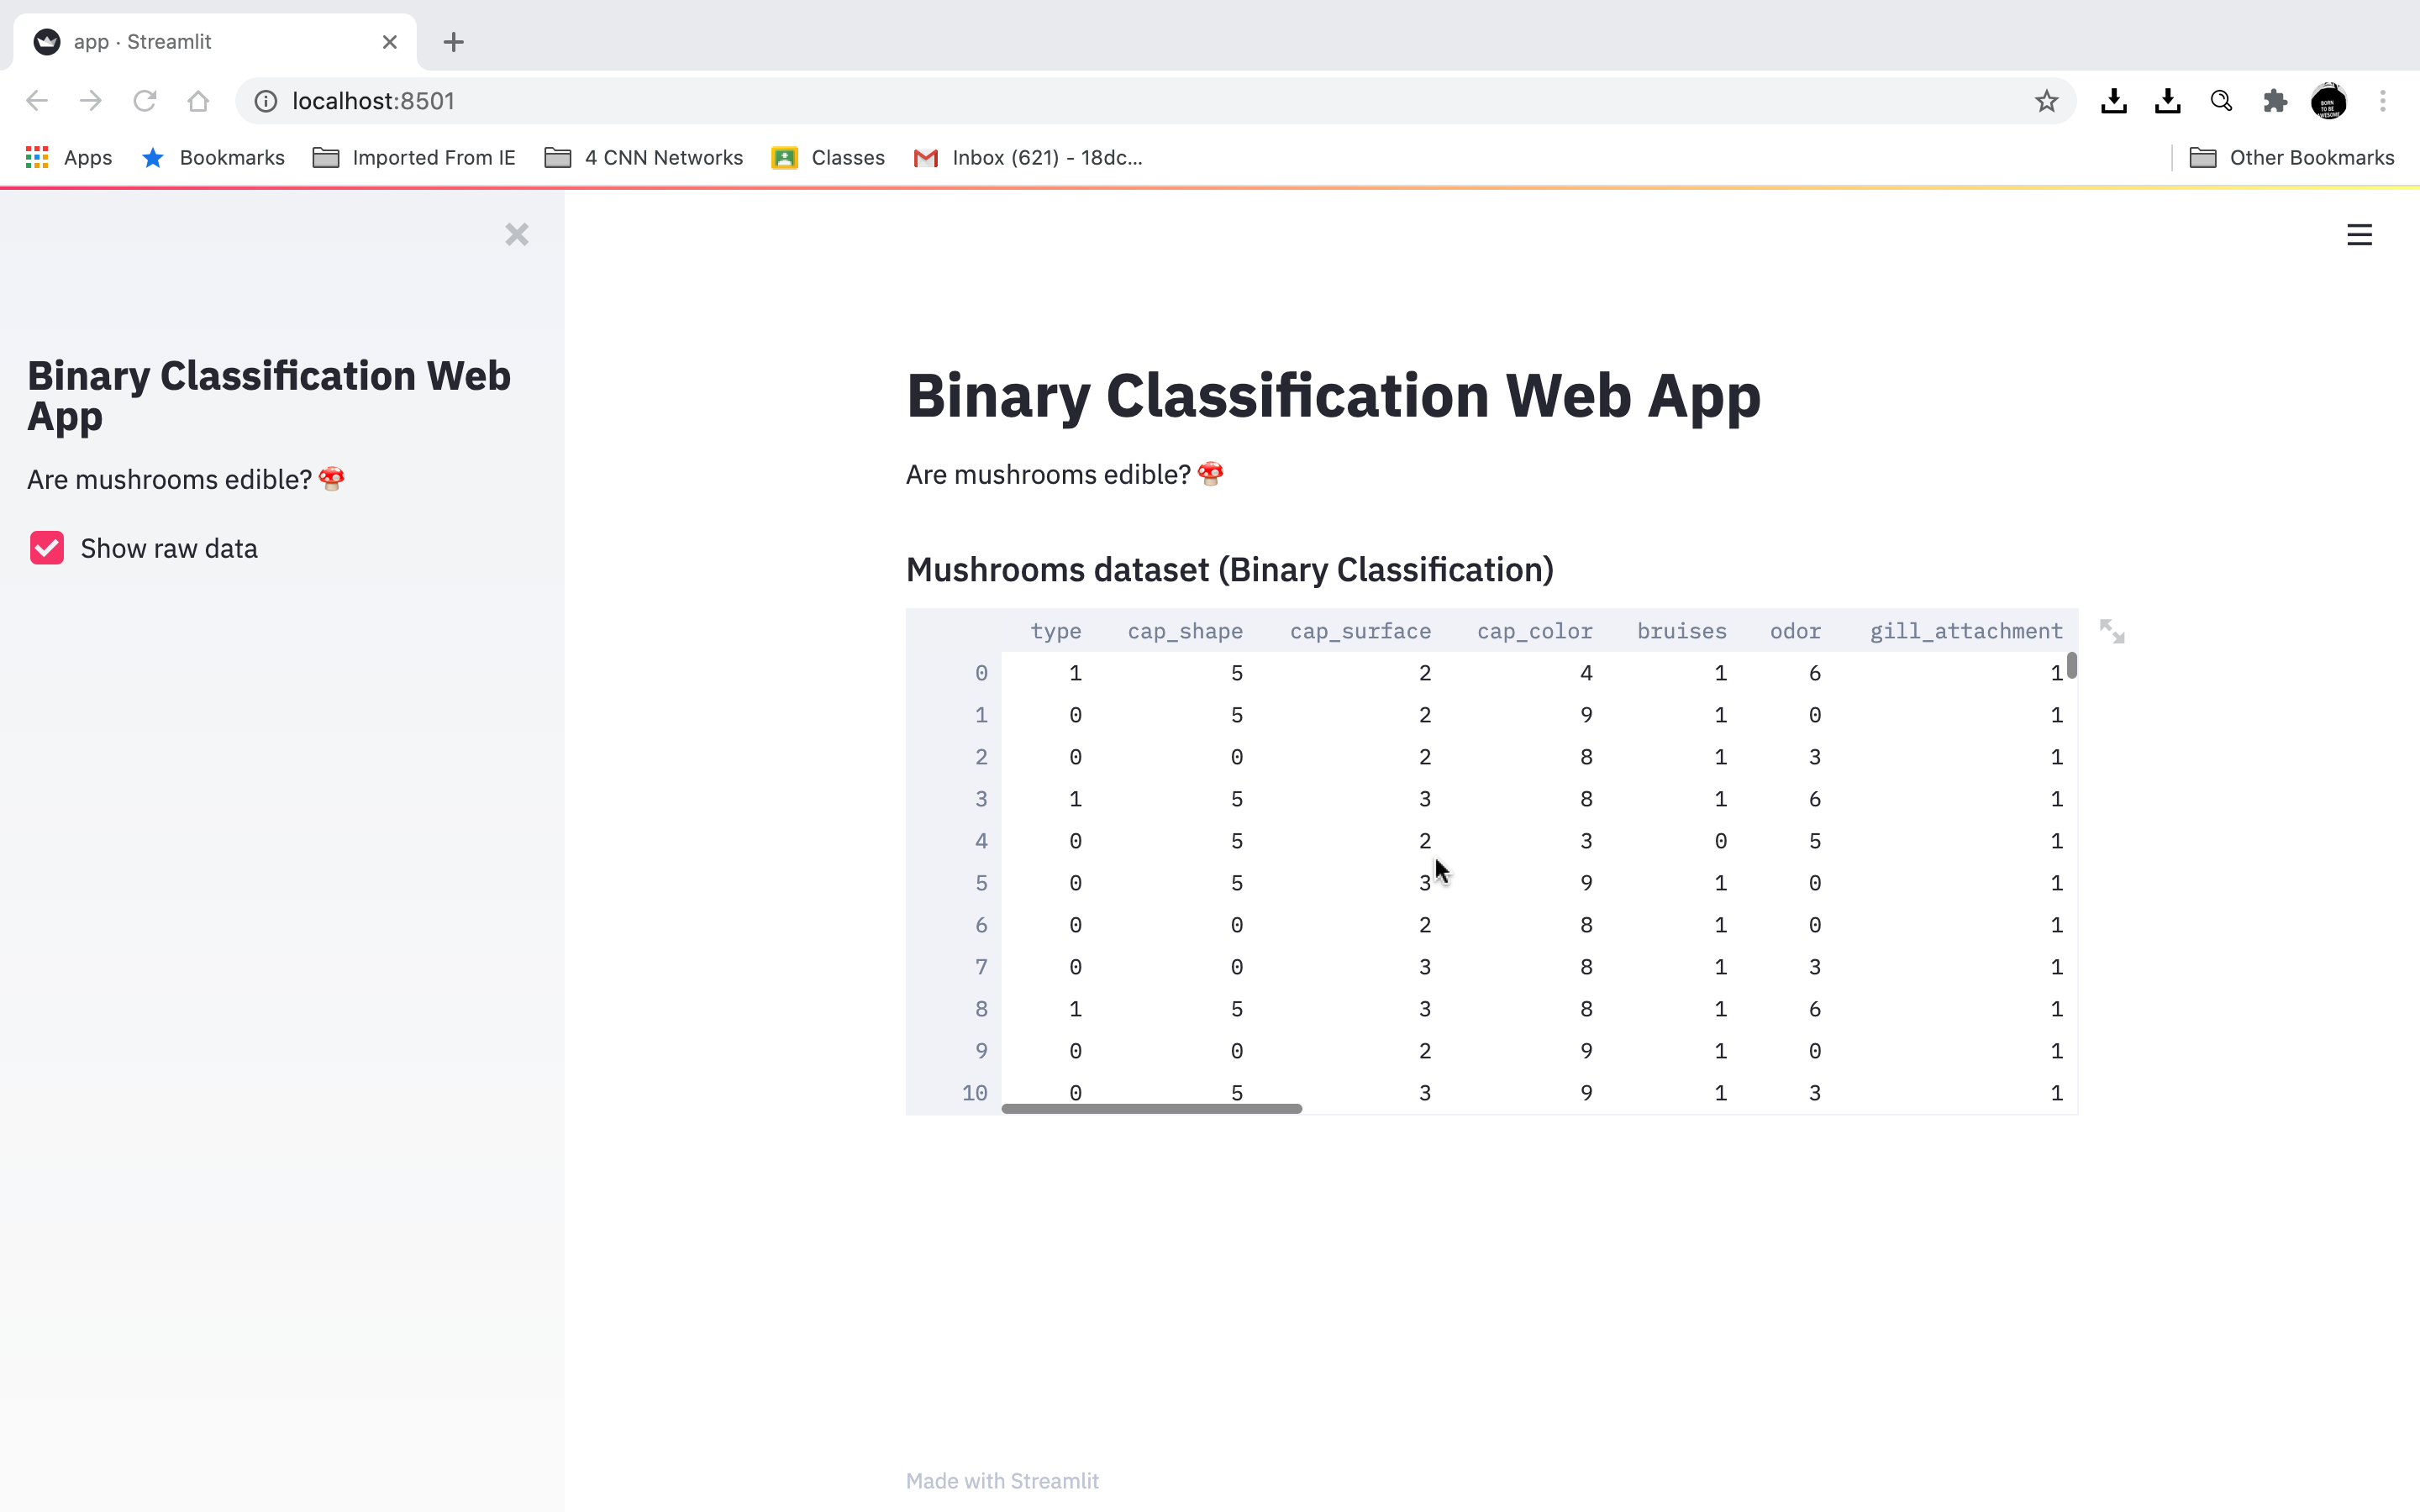 app · Streamlit
localhost:8501
Apps Bookmarks Imported From IE 4 CNN Networks Classes Inbox (621) - 18dc... Other Bookmarks
Binary Classification Web
App
Are mushrooms edible? 🍄
Show raw data
Binary Classification Web App
Are mushrooms edible? 🍄
Mushrooms dataset (Binary Classification)
type cap_shape cap_surface cap_color bruises odor gill_attachment
0 1 5 2 4 1 6 1
1 0 5 2 9 1 0 1
2 0 0 2 8 1 3 1
3 1 5 3 8 1 6 1
4 0 5 2 3 0 5 1
5 0 5 3 9 1 0 1
6 0 0 2 8 1 0 1
7 0 0 3 8 1 3 1
8 1 5 3 8 1 6 1
9 0 0 2 9 1 0 1
10 0 5 3 9 1 3 1
Made with Streamlit